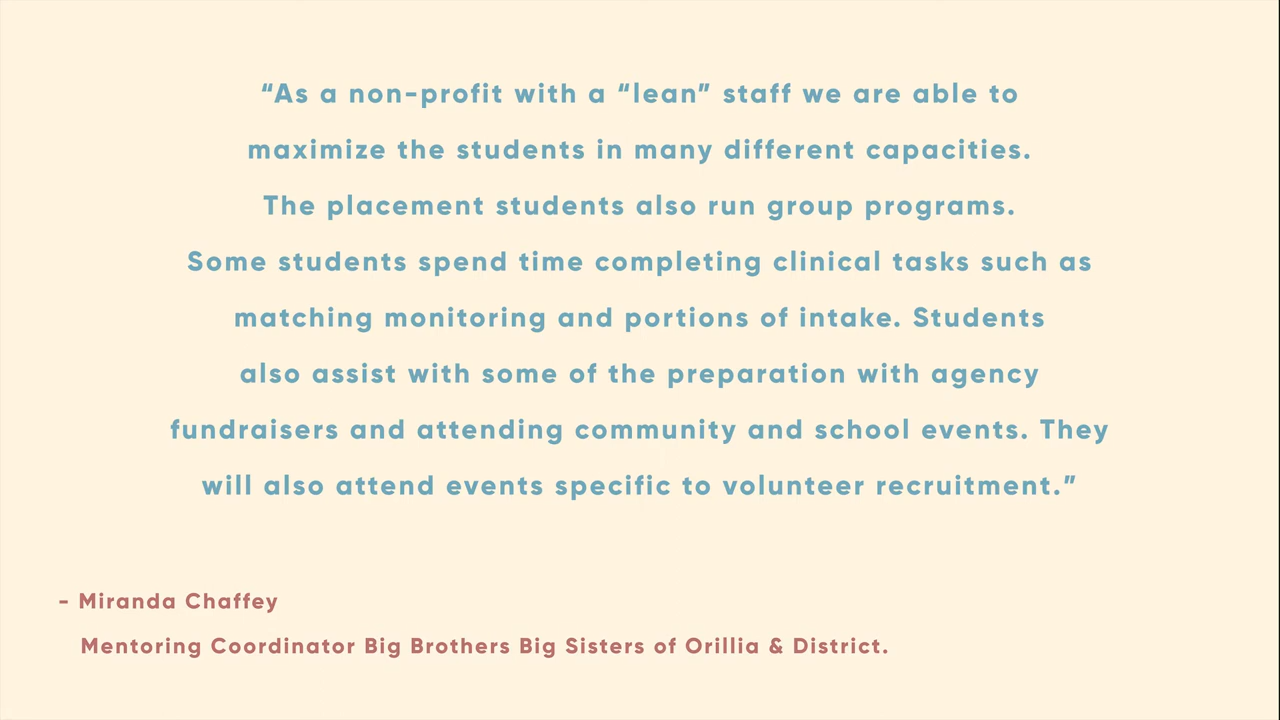 “As a non-profit with a “lean” staff we are able to
maximize the students in many different capacities.
The placement students also run group programs.
Some students spend time completing clinical tasks such as
matching monitoring and portions of intake. Students
also assist with some of the preparation with agency
fundraisers and attending community and school events. They
will also attend events specific to volunteer recruitment.”
- Miranda Chaffey
Mentoring Coordinator Big Brothers Big Sisters of Orillia & District.